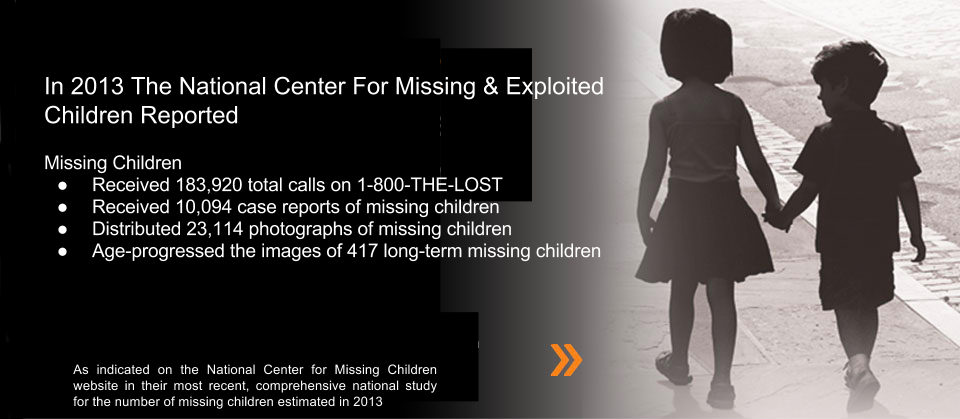 In 2013 The National Center For Missing & Exploited
Children Reported
Missing Children
● Received 183,920 total calls on 1-800-THE-LOST
● Received 10,094 case reports of missing children
● Distributed 23,114 photographs of missing children
● Age-progressed the images of 417 long-term missing children
As indicated on the National Center for Missing Children
website in their most recent, comprehensive national study
for the number of missing children estimated in 2013